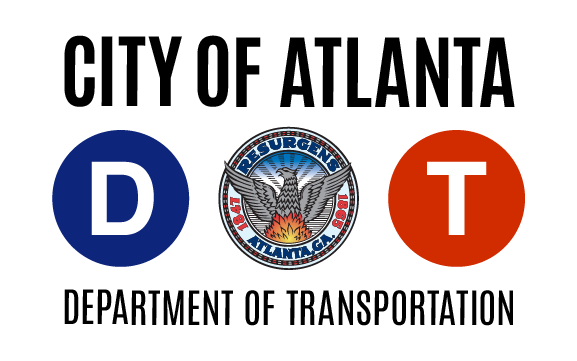 CITY OF ATLANTA
D
RESURGENS
1847
1865
ATLANTA, GA.
T
DEPARTMENT OF TRANSPORTATION